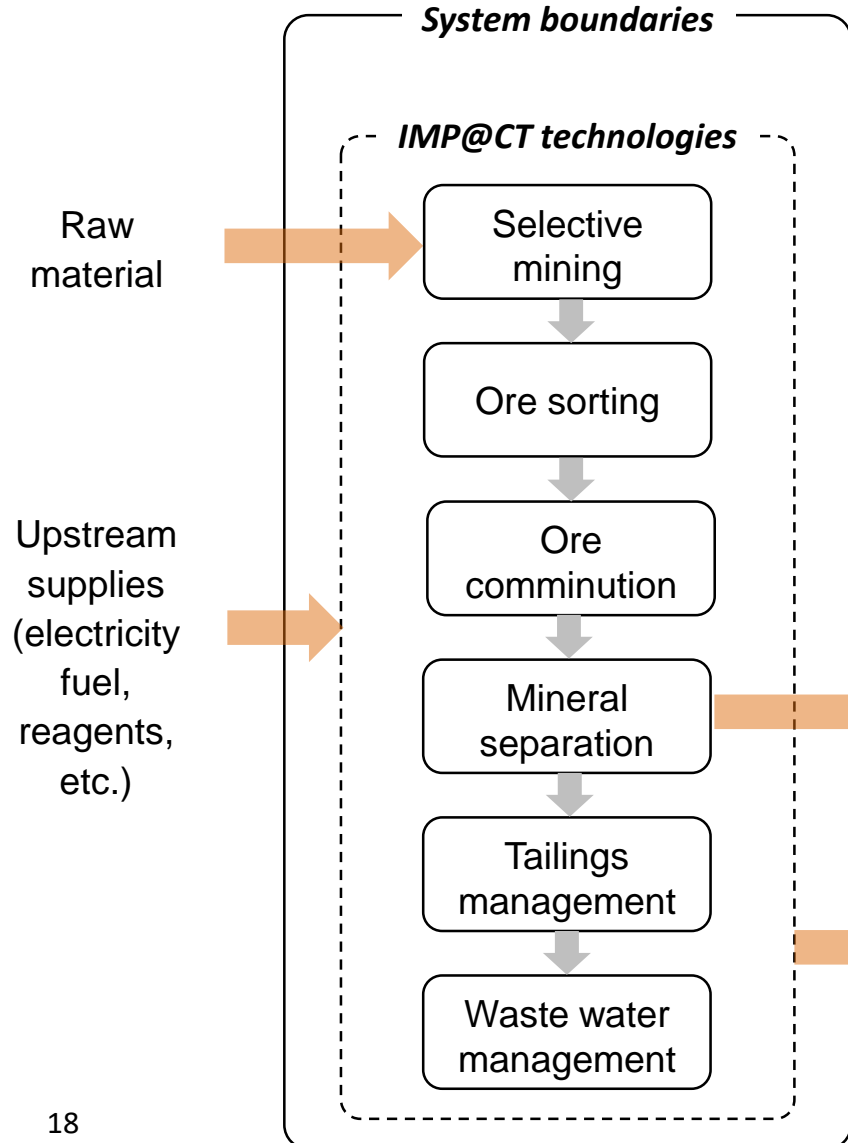 System boundaries
IMP@CT technologies
Raw
material
Selective
mining
Ore sorting
Upstream
supplies
(electricity
fuel,
reagents,
etc.)
Ore
comminution
Mineral
separation
Tailings
management
Waste water
management
18